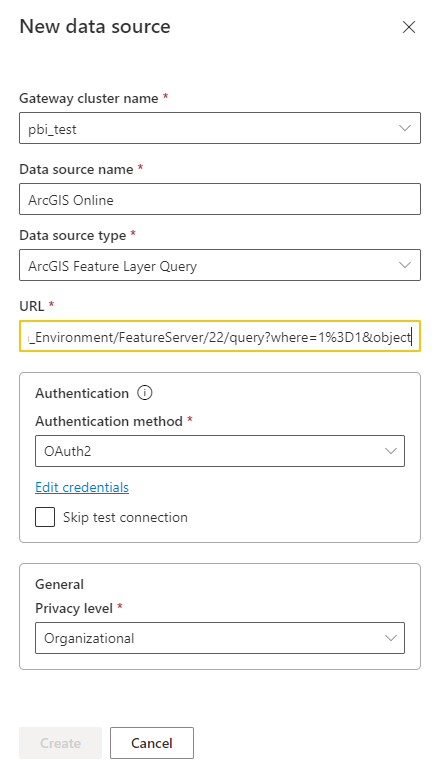 New data source
Gateway cluster name *
pbi_test
Data source name *
ArcGIS Online
Data source type *
ArcGIS Feature Layer Query
URL *
_Environment/FeatureServer/22/query?where=1%3D1&object
Authentication
Authentication method *
OAuth2
Edit credentials
Skip test connection
General
Privacy level *
Organizational
Create
Cancel